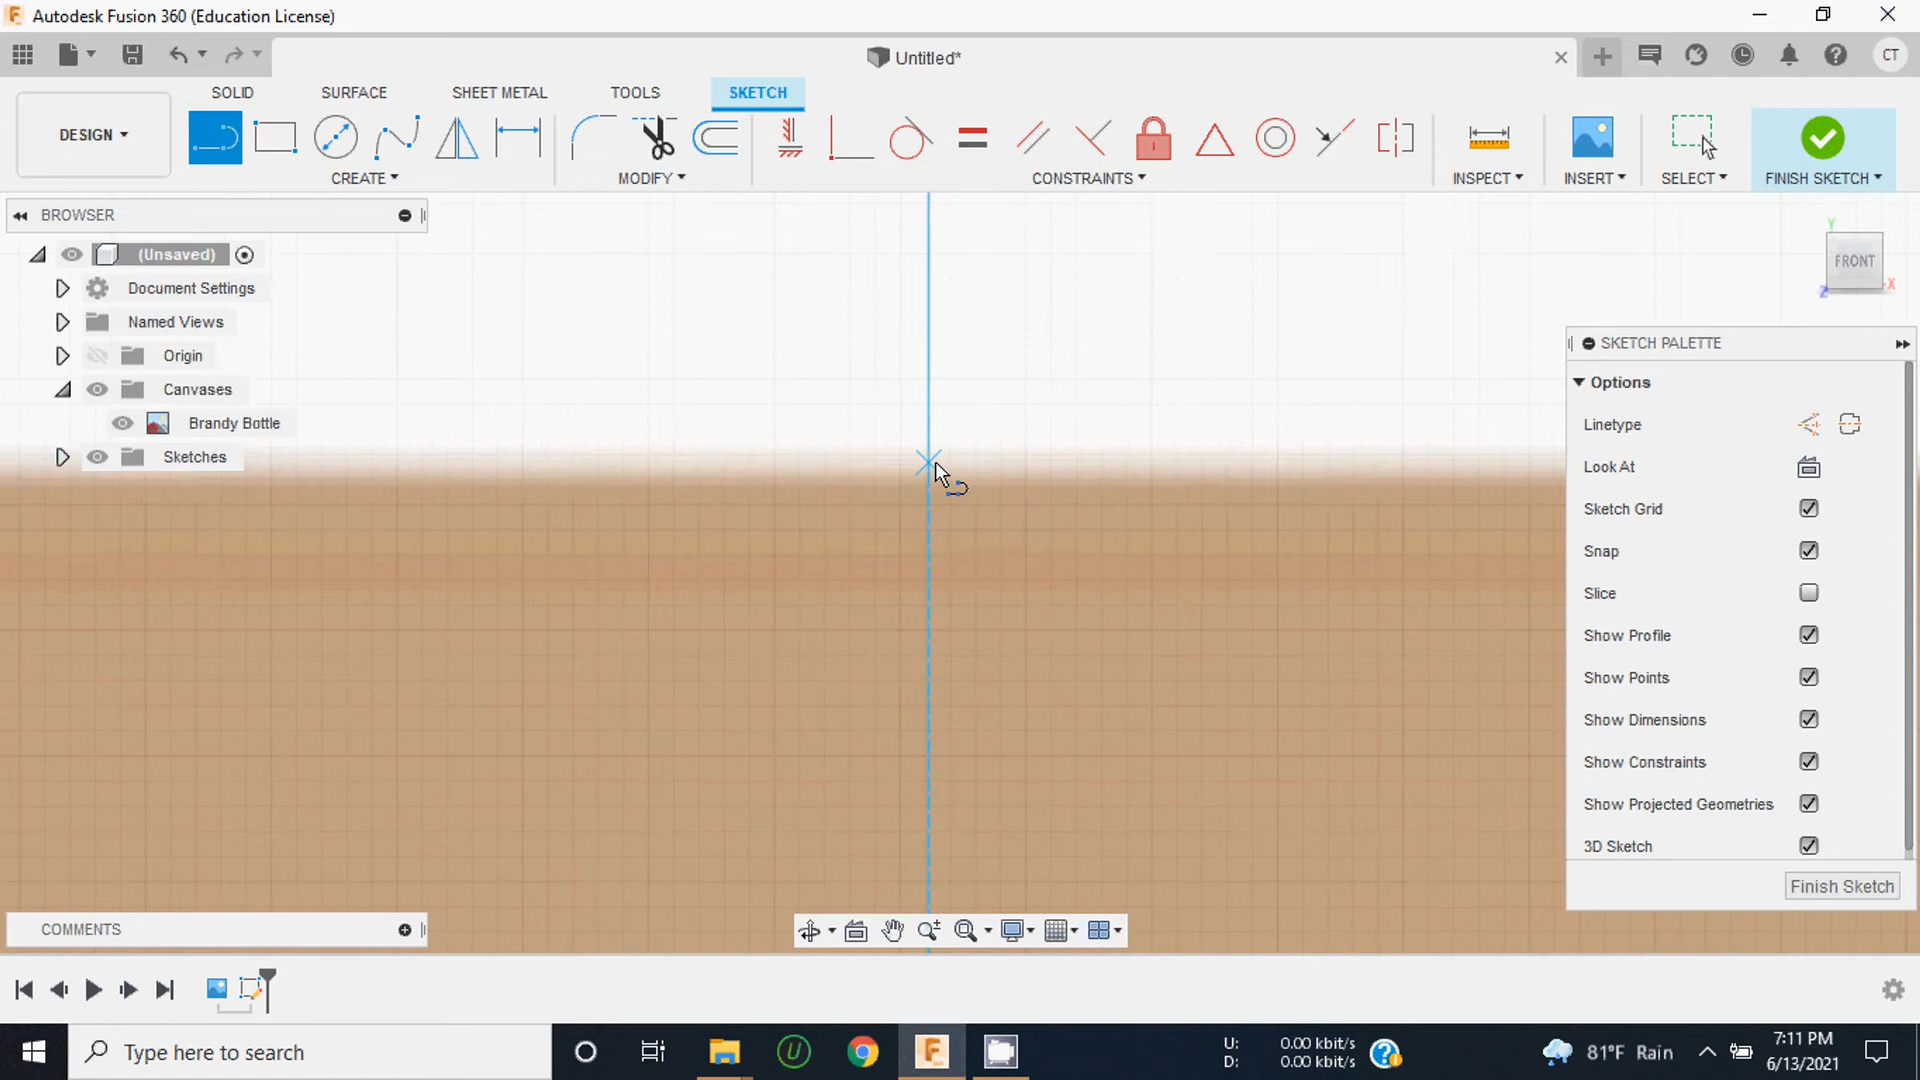 Autodesk Fusion 360 (Education License)
Untitled*
CT
SOLID
SURFACE
SHEET METAL
TOOLS
SKETCH
DESIGN
CREATE
MODIFY
CONSTRAINTS
INSPECT
INSERT
SELECT
FINISH SKETCH
BROWSER
(Unsaved)
Document Settings
Named Views
Origin
Canvases
Brandy Bottle
Sketches
Y
FRONT
X
Z
SKETCH PALETTE
Options
Linetype
Look At
Sketch Grid
Snap
Slice
Show Profile
Show Points
Show Dimensions
Show Constraints
Show Projected Geometries
3D Sketch
Finish Sketch
COMMENTS
Type here to search
U: 0.00 kbit/s
D: 0.00 kbit/s
81°F Rain
7:11 PM
6/13/2021